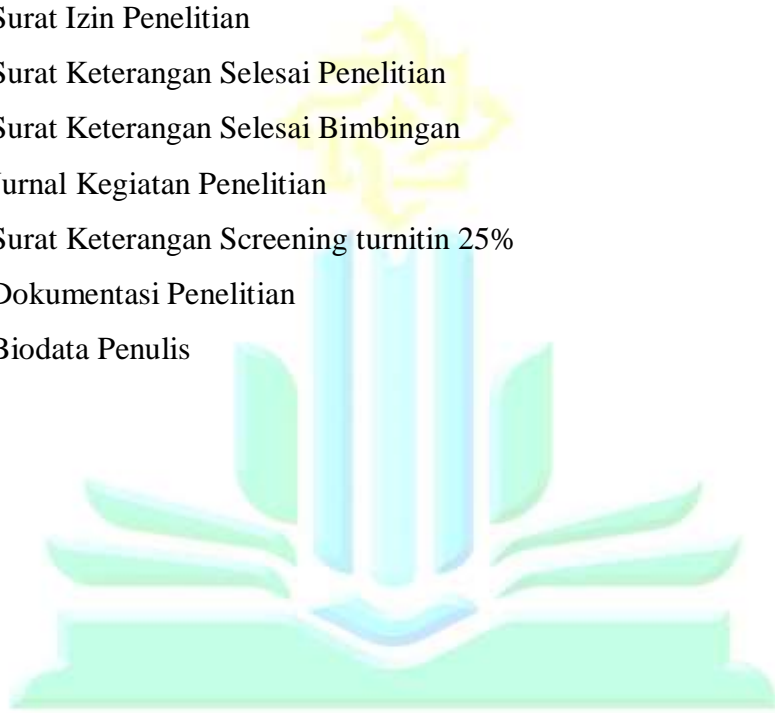 Surat Izin Penelitian
Surat Keterangan Selesai Penelitian
Surat Keterangan Selesai Bimbingan
Jurnal Kegiatan Penelitian
Surat Keterangan Screening turnitin 25%
Dokumentasi Penelitian
Biodata Penulis